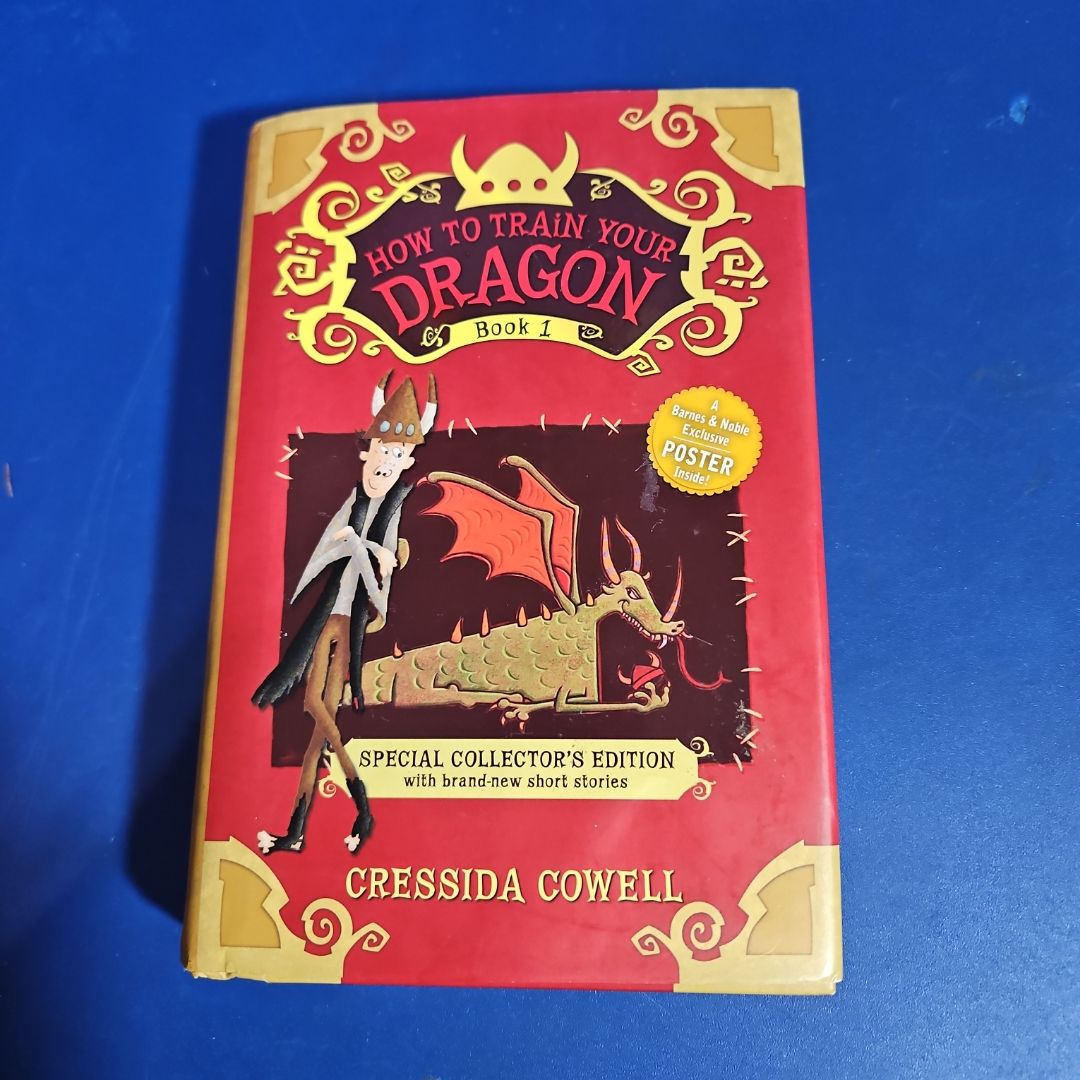 HOW TO TRAiN YOUR
DRAGON
Book 1
A
Barnes & Noble
Exclusive
POSTER
Inside!
SPECIAL COLLECTOR'S EDITION
with brand-new short stories
CRESSIDA COWELL